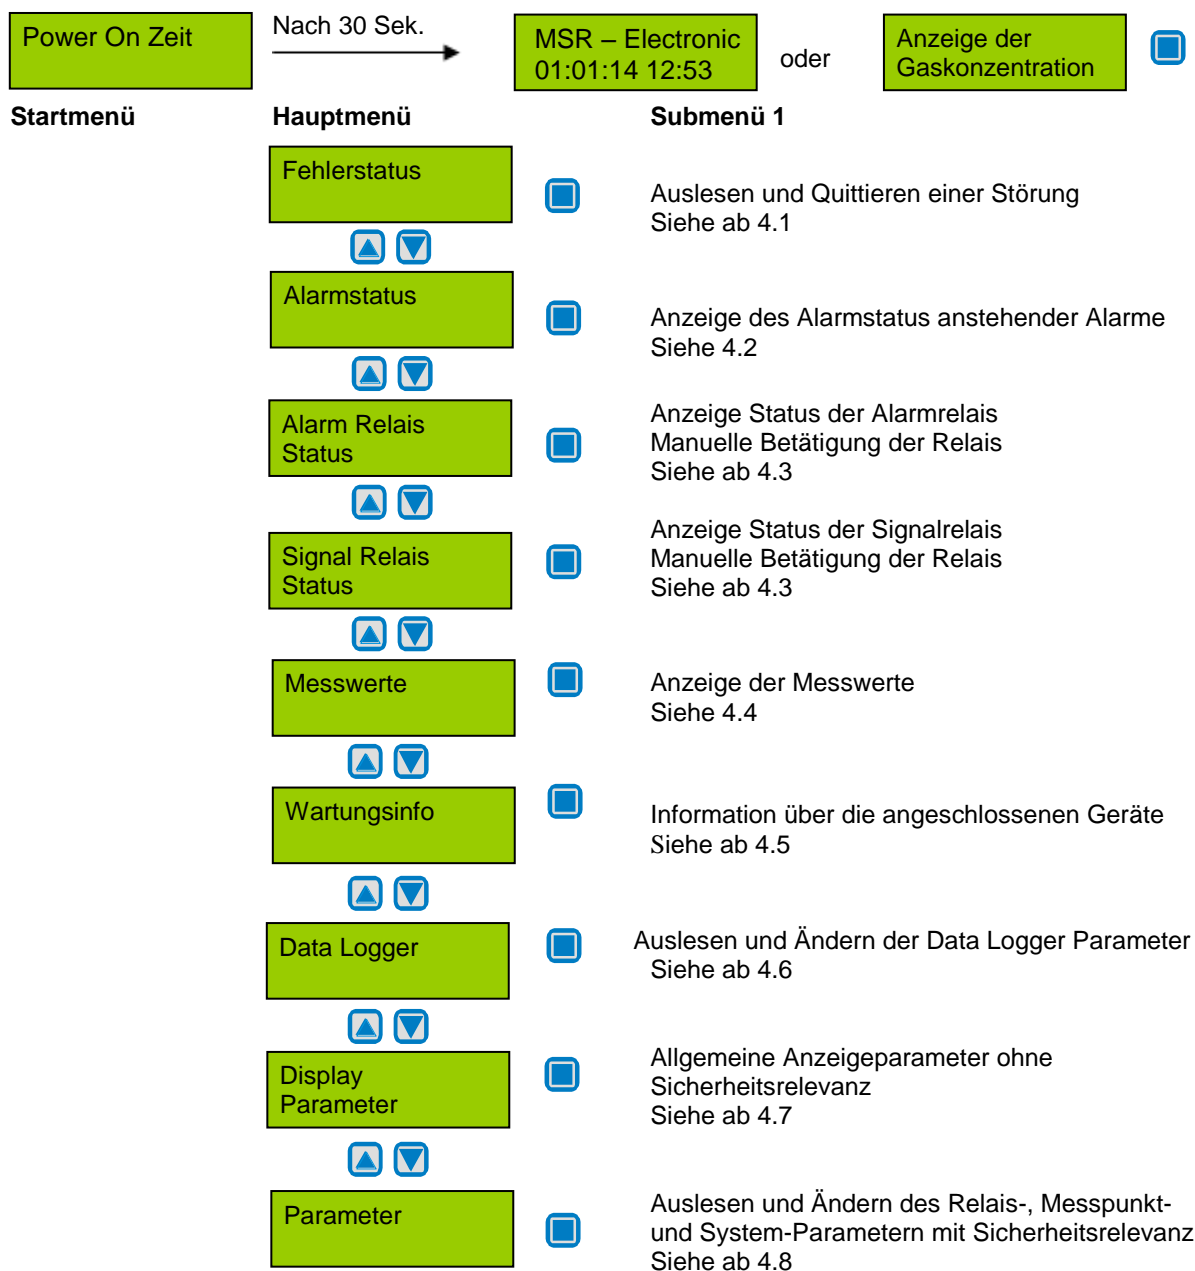 Power On Zeit
Nach 30 Sek.
MSR – Electronic
01:01:14 12:53
oder
Anzeige der
Gaskonzentration
Startmenü
Hauptmenü
Submenü 1
Fehlerstatus
Auslesen und Quittieren einer Störung
Siehe ab 4.1
Alarmstatus
Anzeige des Alarmstatus anstehender Alarme
Siehe 4.2
Alarm Relais
Status
Anzeige Status der Alarmrelais
Manuelle Betätigung der Relais
Siehe ab 4.3
Signal Relais
Status
Anzeige Status der Signalrelais
Manuelle Betätigung der Relais
Siehe ab 4.3
Messwerte
Anzeige der Messwerte
Siehe 4.4
Wartungsinfo
Information über die angeschlossenen Geräte
Siehe ab 4.5
Data Logger
Auslesen und Ändern der Data Logger Parameter
Siehe ab 4.6
Display
Parameter
Allgemeine Anzeigeparameter ohne
Sicherheitsrelevanz
Siehe ab 4.7
Parameter
Auslesen und Ändern des Relais-, Messpunkt-
und System-Parametern mit Sicherheitsrelevanz
Siehe ab 4.8